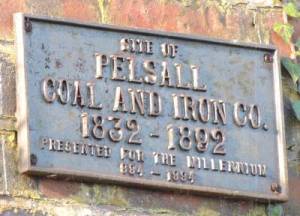 SITE OF
PELSALL
COAL AND IRON CO.
1832 - 1892
PRESENTED FOR THE MILLENNIUM
994 - 1994